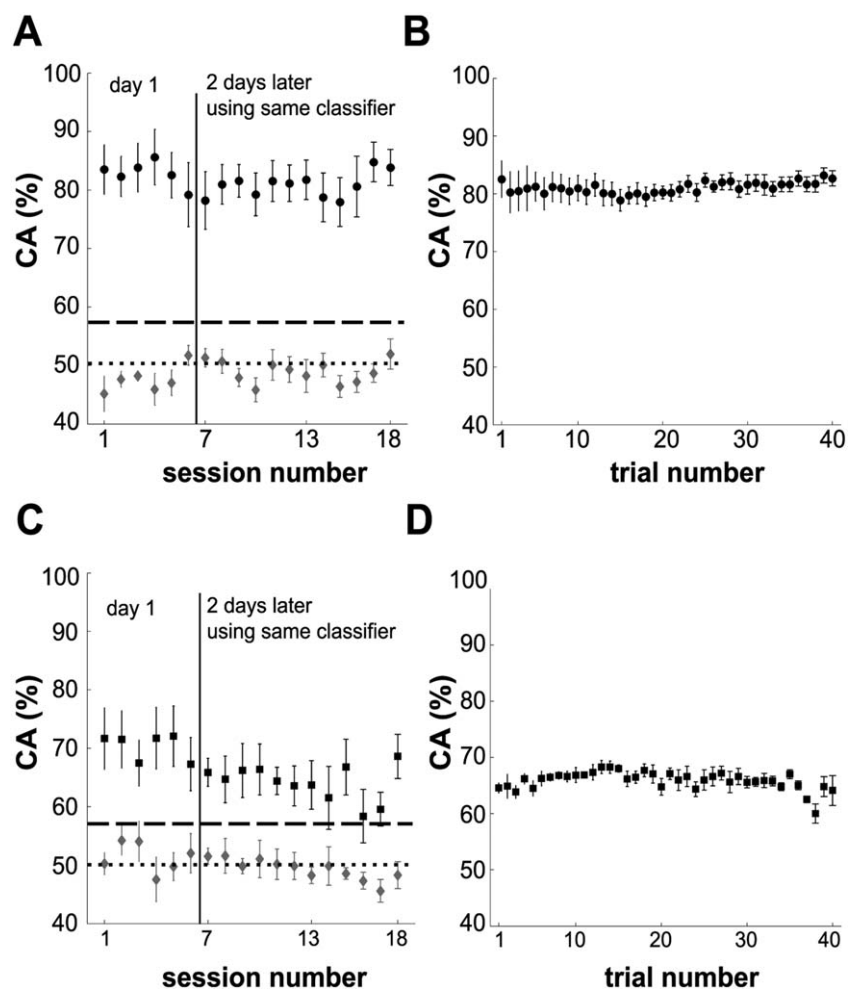 A
100
90
80
70
60
50
40
CA (%)
day 1
2 days later
using same classifier
1
7
13
18
session number
B
100
90
80
70
60
50
40
CA (%)
1
10
20
30
40
trial number
C
100
90
80
70
60
50
40
CA (%)
day 1
2 days later
using same classifier
1
7
13
18
session number
D
100
90
80
70
60
50
40
CA (%)
1
10
20
30
40
trial number